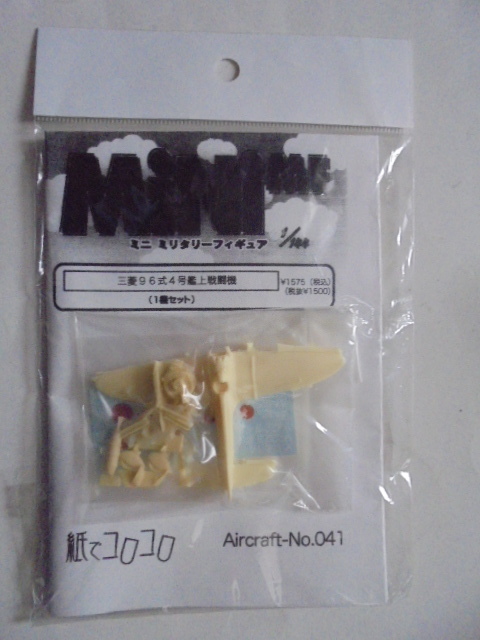 MiNi
ミニ ミリタリーフィギュア 1/144
三菱９６式４号艦上戦闘機
(１機セット)
¥1575 (税込)
(税抜¥1500)
紙でコロコロ
Aircraft-No.041